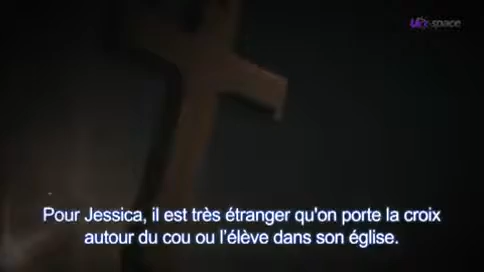 Pour Jessica, il est très étranger qu'on porte la croix
autour du cou ou l'élève dans son église.